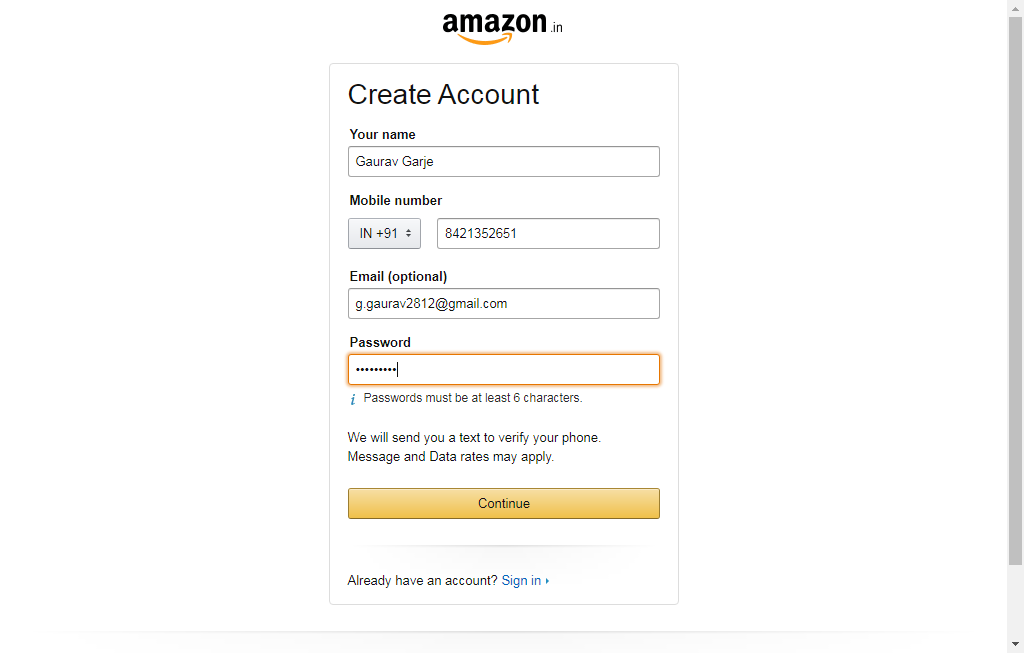 amazon.in
Create Account
Your name
Gaurav Garje
Mobile number
IN +91 8421352651
Email (optional)
g.gaurav2812@gmail.com
Password
•••••••••
i Passwords must be at least 6 characters.
We will send you a text to verify your phone.
Message and Data rates may apply.
Continue
Already have an account? Sign in